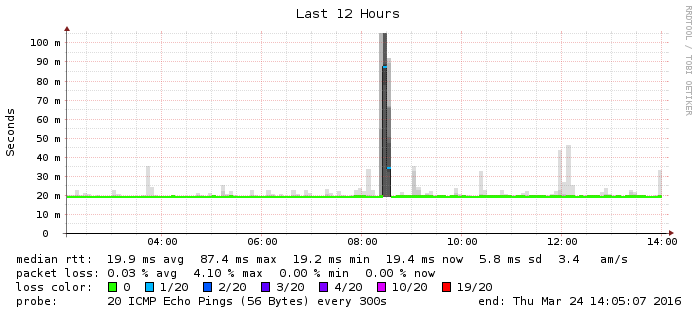 Last 12 Hours
RRDTOOL / TOBI OETIKER
Seconds
100 m
90 m
80 m
70 m
60 m
50 m
40 m
30 m
20 m
10 m
0
04:00 06:00 08:00 10:00 12:00 14:00
median rtt: 19.9 ms avg 87.4 ms max 19.2 ms min 19.4 ms now 5.8 ms sd 3.4 am/s
packet loss: 0.03 % avg 4.10 % max 0.00 % min 0.00 % now
loss color: 0 1/20 2/20 3/20 4/20 10/20 19/20
probe: 20 ICMP Echo Pings (56 Bytes) every 300s end: Thu Mar 24 14:05:07 2016